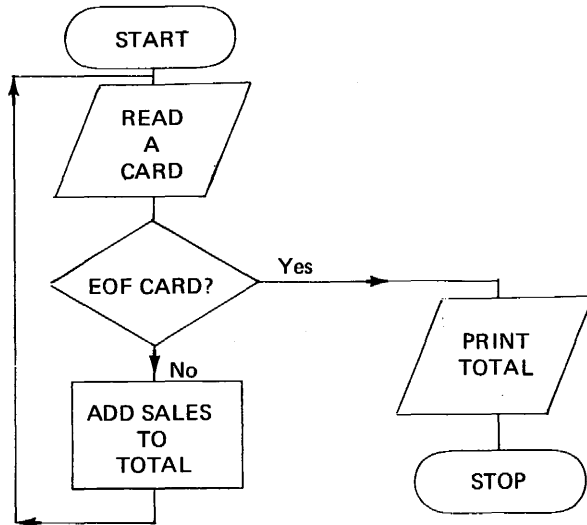 START
READ
A
CARD
EOF CARD?
Yes
No
ADD SALES
TO
TOTAL
PRINT
TOTAL
STOP